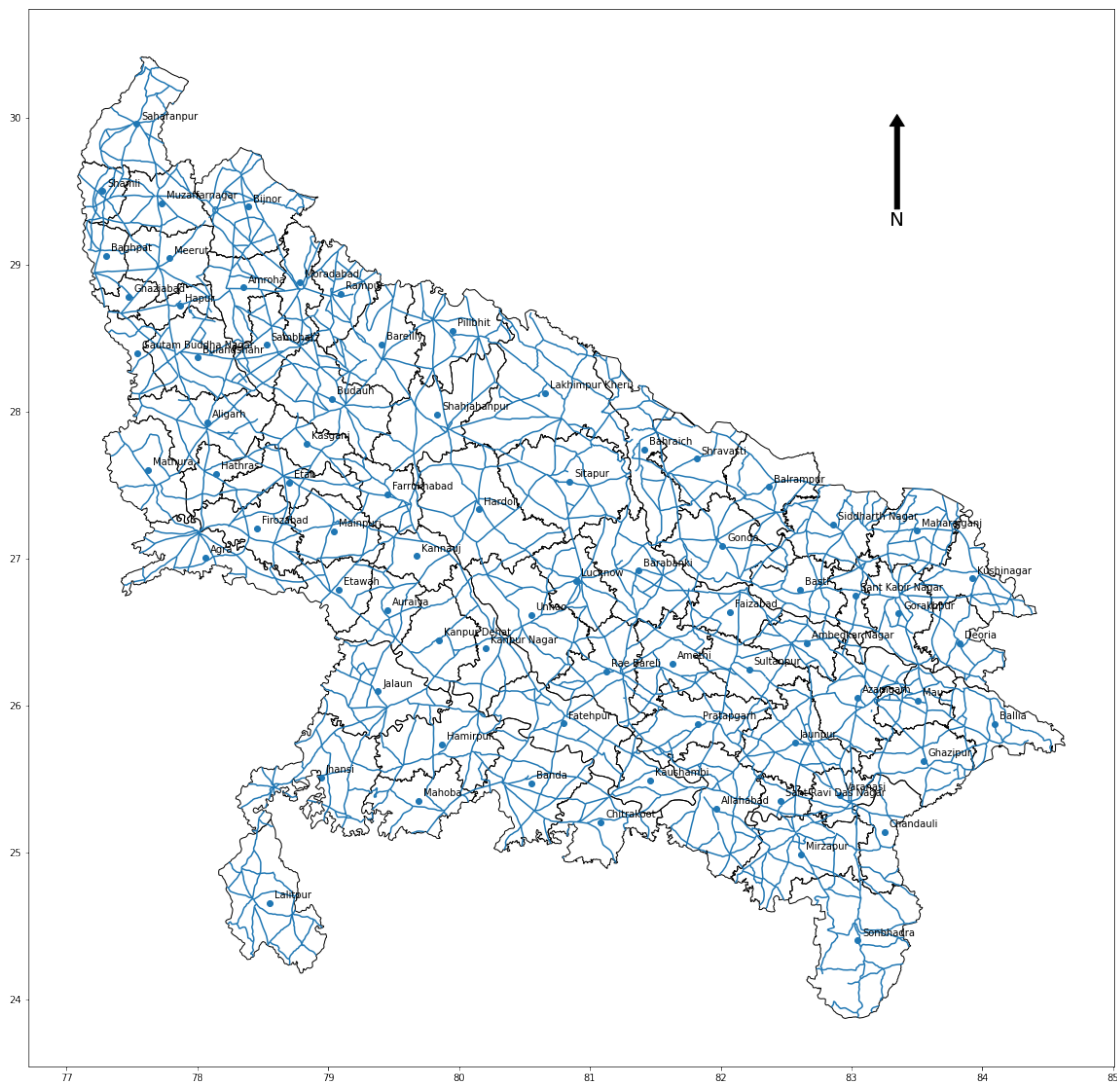 30
Saharanpur
Shamli
Muzaffarnagar
Bijnor
N
29
Baghpat
Meerut
Ghaziabad
Hapur
Amroha
Moradabad
Rampur
Gautam Buddha Nagar
Bulandshahr
Sambhal
Bareilly
Pilibhit
28
Aligarh
Budaun
Shahjahanpur
Lakhimpur Kheri
Mathura
Hathras
Kasganj
Etah
Farrukhabad
Hardoi
Sitapur
Bahraich
Shravasti
Balrampur
27
Agra
Firozabad
Mainpuri
Kannauj
Lucknow
Barabanki
Gonda
Siddharth Nagar
Maharajganj
Etawah
Auraiya
Unnao
Faizabad
Basti
Sant Kabir Nagar
Gorakhpur
Kushinagar
Kanpur Dehat
Kanpur Nagar
Rae Bareli
Amethi
Sultanpur
Ambedkar Nagar
Deoria
26
Jalaun
Hamirpur
Fatehpur
Pratapgarh
Jaunpur
Azamgarh
Mau
Ballia
Jhansi
Mahoba
Banda
Kaushambi
Allahabad
Sant Ravi Das Nagar
Varanasi
Ghazipur
Chitrakoot
Chandauli
25
Mirzapur
Lalitpur
Sonbhadra
24
77 78 79 80 81 82 83 84 85